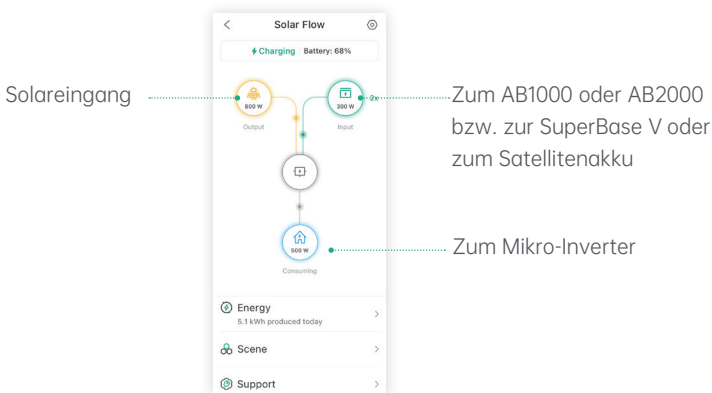 Solar Flow
Charging Battery: 68%
Solareingang
800 W
Output
300 W
2x
Input
Zum AB1000 oder AB2000
bzw. zur SuperBase V oder
zum Satellitenakku
500 W
Consuming
Zum Mikro-Inverter
Energy
5.1 kWh produced today
Scene
Support